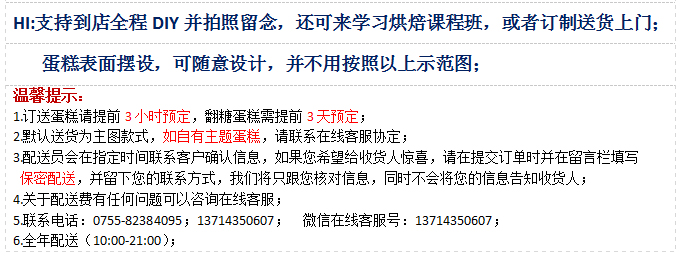 HI:支持到店全程 DIY 并拍照留念，还可来学习烘焙课程班，或者订制送货上门；
蛋糕表面摆设，可随意设计，并不用按照以上示范图；
温馨提示：
1.订送蛋糕请提前 3 小时预定，翻糖蛋糕需提前 3 天预定；
2.默认送货为主图款式，如自有主题蛋糕，请联系在线客服协定；
3.配送员会在指定时间联系客户确认信息，如果您希望给收货人惊喜，请在提交订单时并在留言栏填写
保密配送，并留下您的联系方式，我们将只跟您核对信息，同时不会将您的信息告知收货人；
4.关于配送费有任何问题可以咨询在线客服；
5.联系电话：0755-82384095；13714350607； 微信在线客服号：13714350607；
6.全年配送（10:00-21:00）；